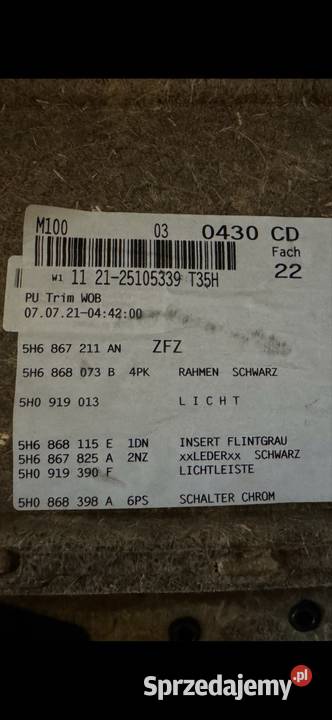 M100 03 0430 CD
Fach
W1 11 21-25105339 T35H 22
PU Trim WOB
07.07.21-04:42:00
5H6 867 211 AN ZFZ
5H6 868 073 B 4PK RAHMEN SCHWARZ
5H0 919 013 L I C H T
5H6 868 115 E 1DN INSERT FLINTGRAU
5H6 867 825 A 2NZ xxLEDERxx SCHWARZ
5H0 919 390 F LICHTLEISTE
5H0 868 398 A 6PS SCHALTER CHROM
Sprzedajemy.pl